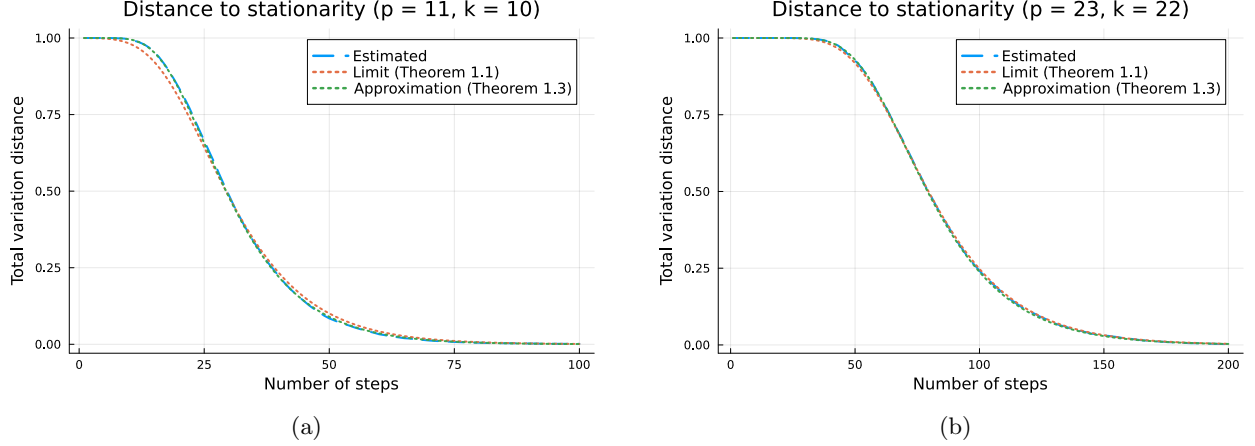 Distance to stationarity (p = 11, k = 10)
Total variation distance
1.00
0.75
0.50
0.25
0.00
Estimated
Limit (Theorem 1.1)
Approximation (Theorem 1.3)
0
25
50
75
100
Number of steps
(a)
Distance to stationarity (p = 23, k = 22)
Total variation distance
1.00
0.75
0.50
0.25
0.00
Estimated
Limit (Theorem 1.1)
Approximation (Theorem 1.3)
0
50
100
150
200
Number of steps
(b)